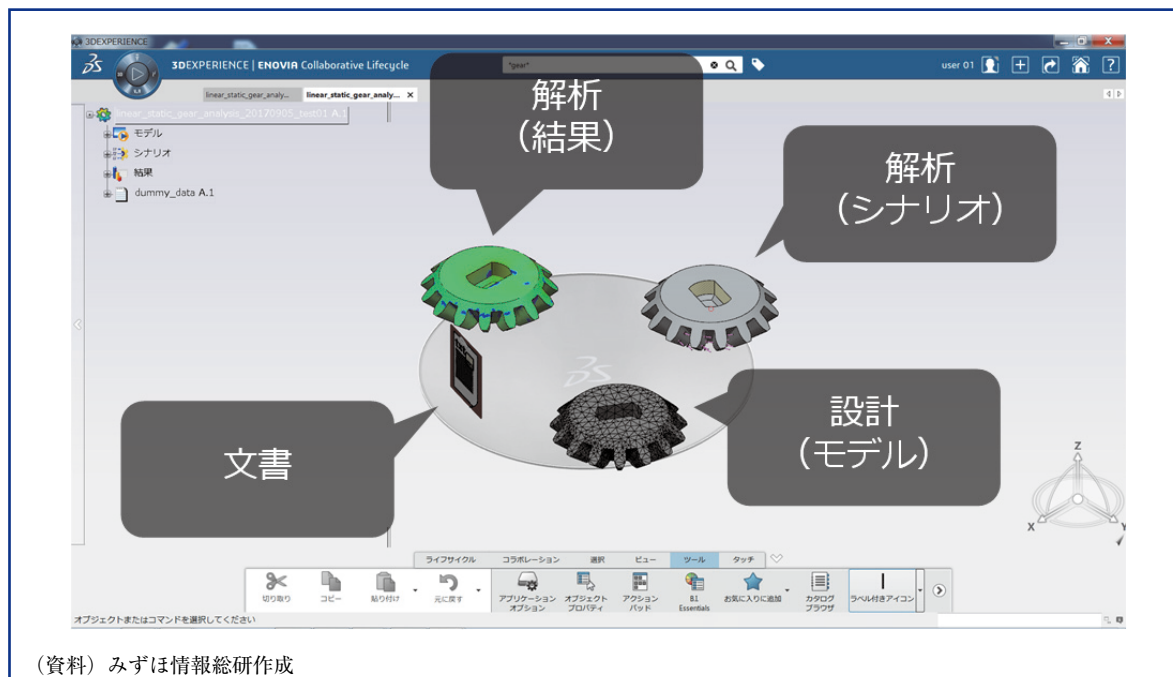 3DEXPERIENCE
3DEXPERIENCE | ENOVIA Collaborative Lifecycle
*gear*
user 01
linear_static_gear_analy...
linear_static_gear_analy...
linear_static_gear_analysis_20170905_test01 A.1
モデル
シナリオ
結果
dummy_data A.1
解析
（結果）
解析
（シナリオ）
設計
（モデル）
文書
Z
X
Y
ライフサイクル
コラボレーション
選択
ビュー
ツール
タッチ
切り取り
コピー
貼り付け
元に戻す
アプリケーション
オプション
オブジェクト
プロパティ
アクション
パッド
B.I
Essentials
お気に入りに追加
カタログ
ブラウザ
ラベル付きアイコン
オブジェクトまたはコマンドを選択してください
（資料）みずほ情報総研作成